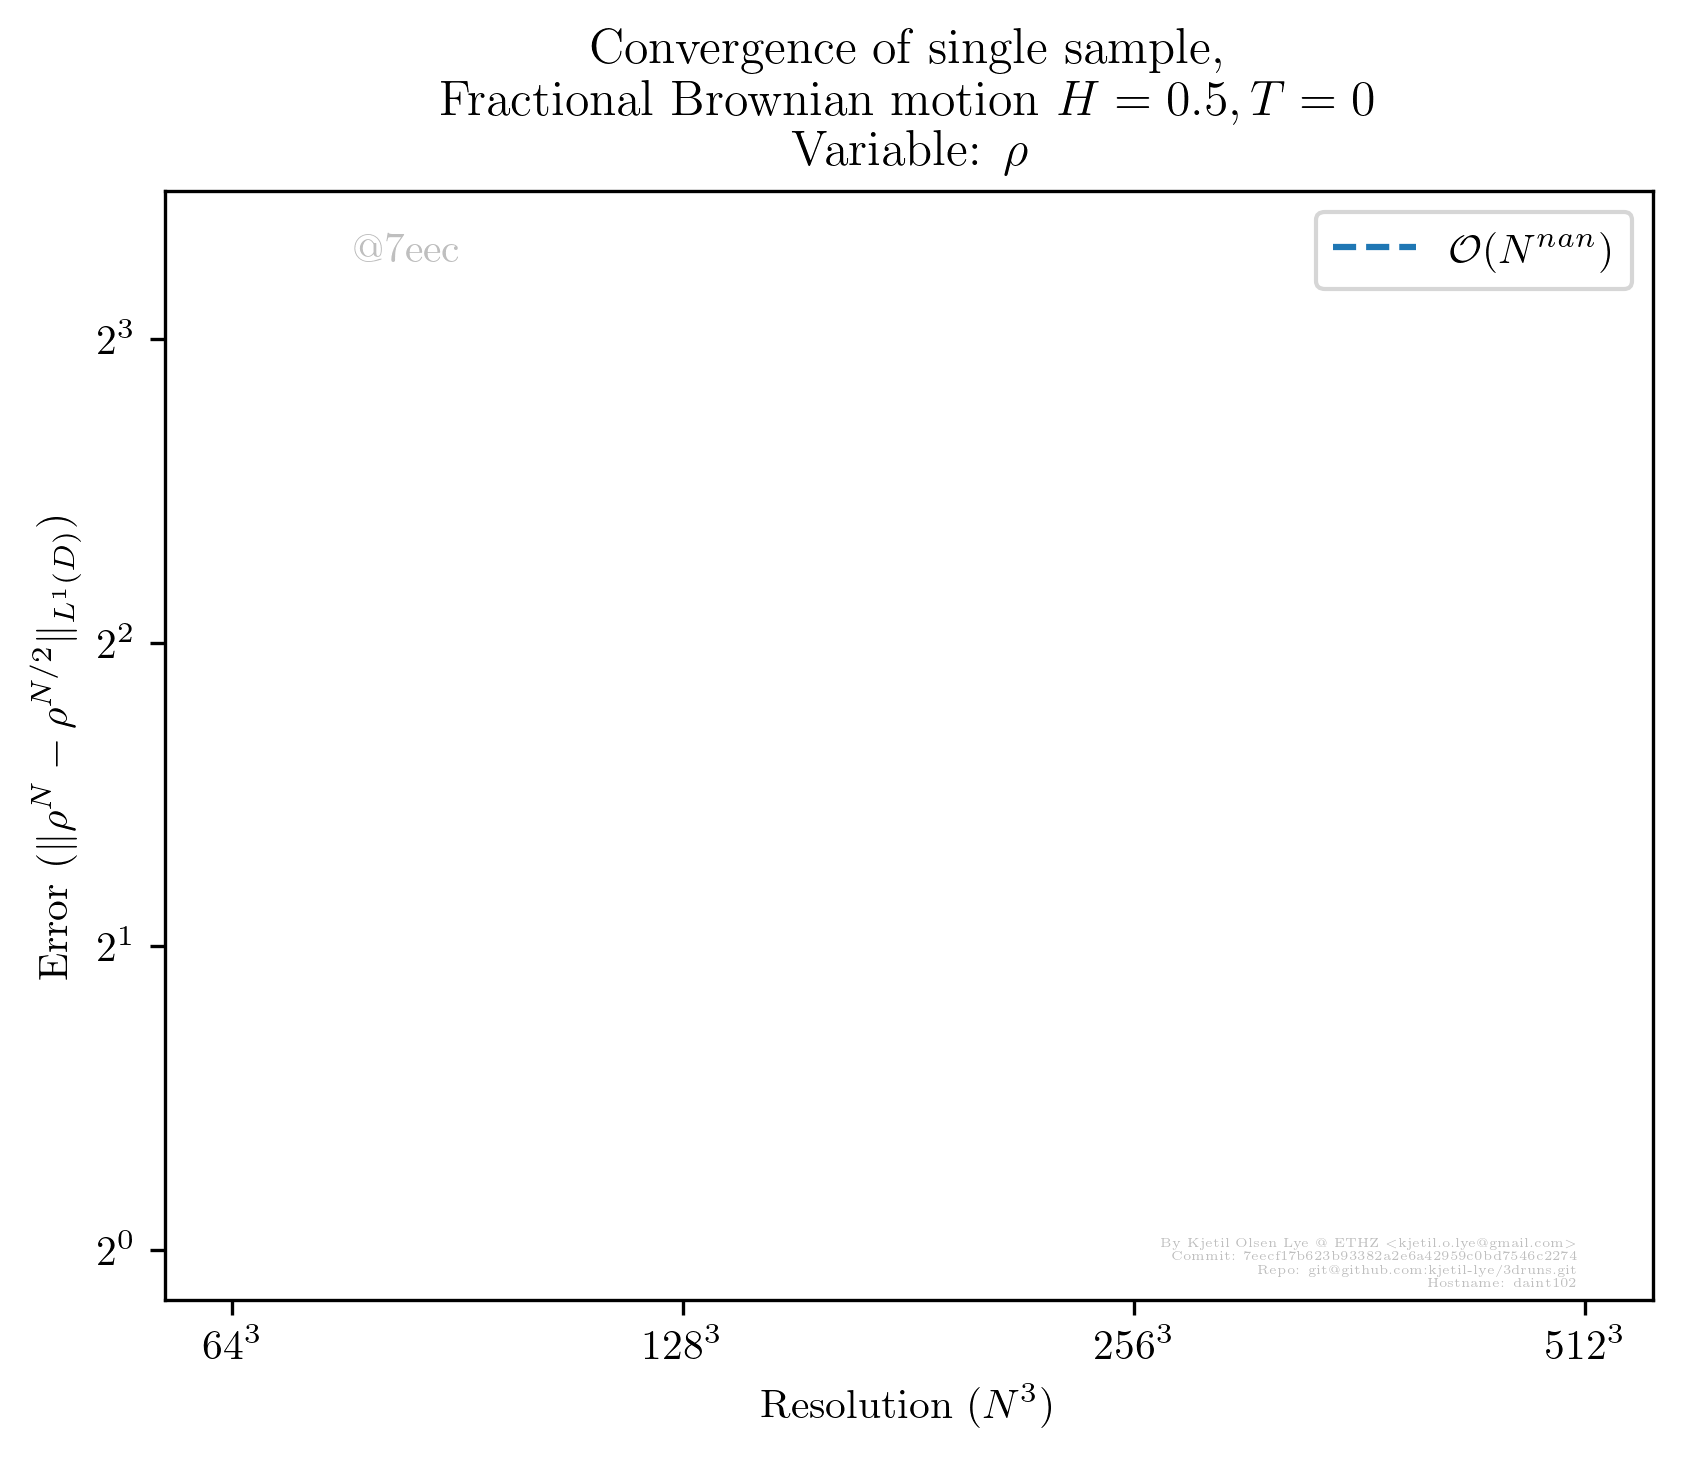 Convergence of single sample,
Fractional Brownian motion H = 0.5, T = 0
Variable: ρ
@7eec
O(N^{nan})
2^3
2^2
2^1
2^0
Error (||ρ^N − ρ^{N/2}||_{L^1(D)})
By Kjetil Olsen Lye @ ETHZ <kjetil.o.lye@gmail.com>
Commit: 7eecf17b623b93382a2e6a42959c0bd7546c2274
Repo: git@github.com:kjetil-lye/3druns.git
Hostname: daint102
64^3 128^3 256^3 512^3
Resolution (N^3)